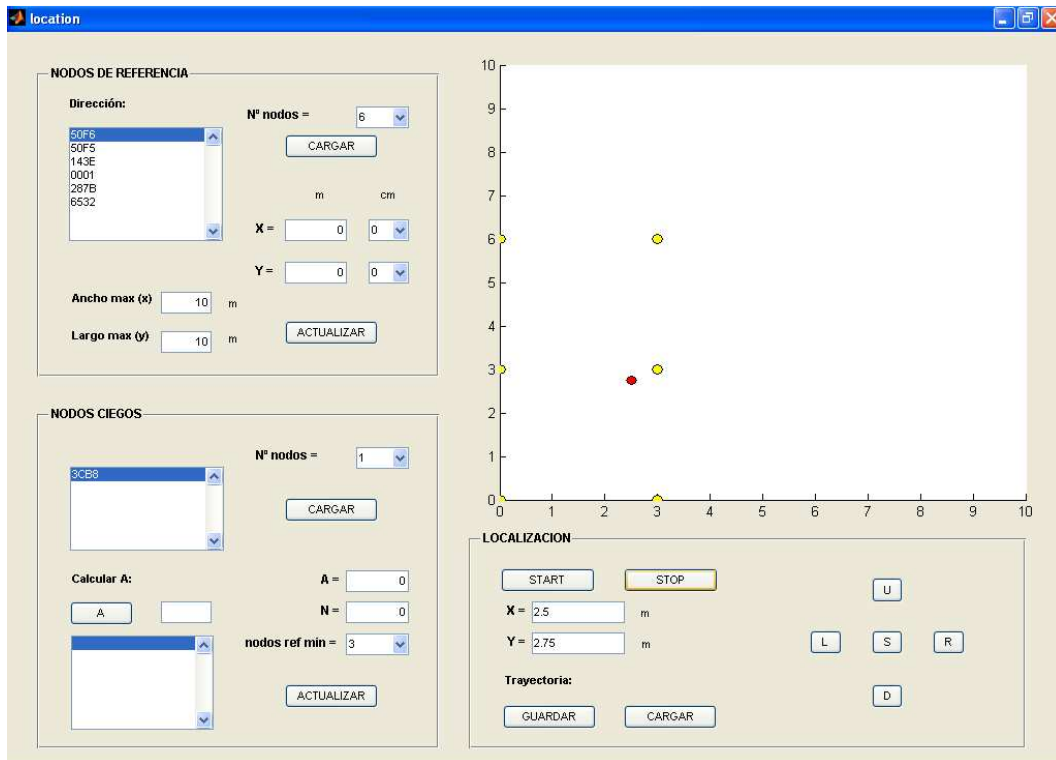 location
NODOS DE REFERENCIA
Dirección:
50F6
50F5
143E
0001
287B
6532
Nº nodos = 6
CARGAR
m cm
X = 0 0
Y = 0 0
Ancho max (x) 10 m
Largo max (y) 10 m
ACTUALIZAR
NODOS CIEGOS
3CB8
Nº nodos = 1
CARGAR
Calcular A:
A
A = 0
N = 0
nodos ref min = 3
ACTUALIZAR
10
9
8
7
6
5
4
3
2
1
0
0 1 2 3 4 5 6 7 8 9 10
LOCALIZACION
START STOP
X = 2.5 m
Y = 2.75 m
Trayectoria:
GUARDAR CARGAR
U
L S R
D